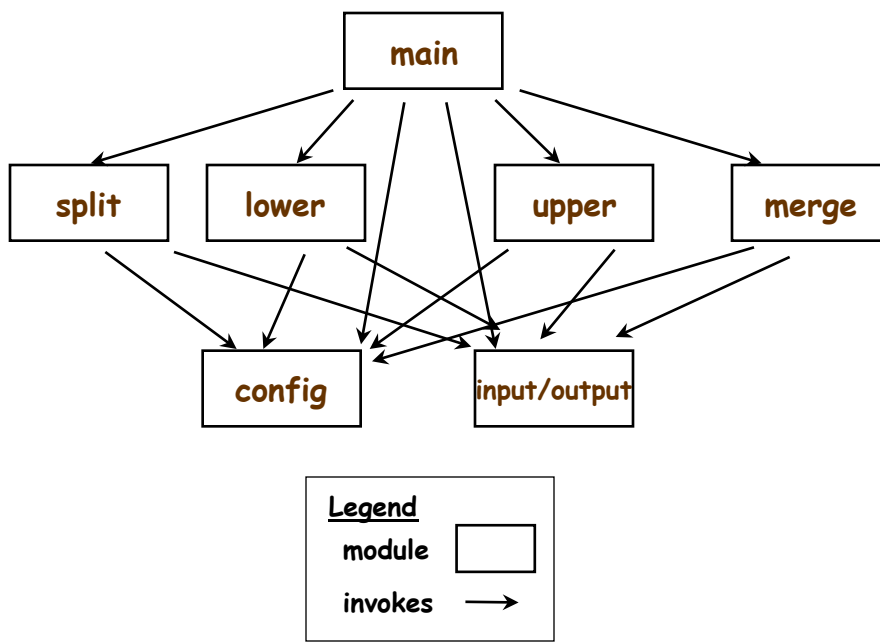 main
split
lower
upper
merge
config
input/output
Legend
module
invokes